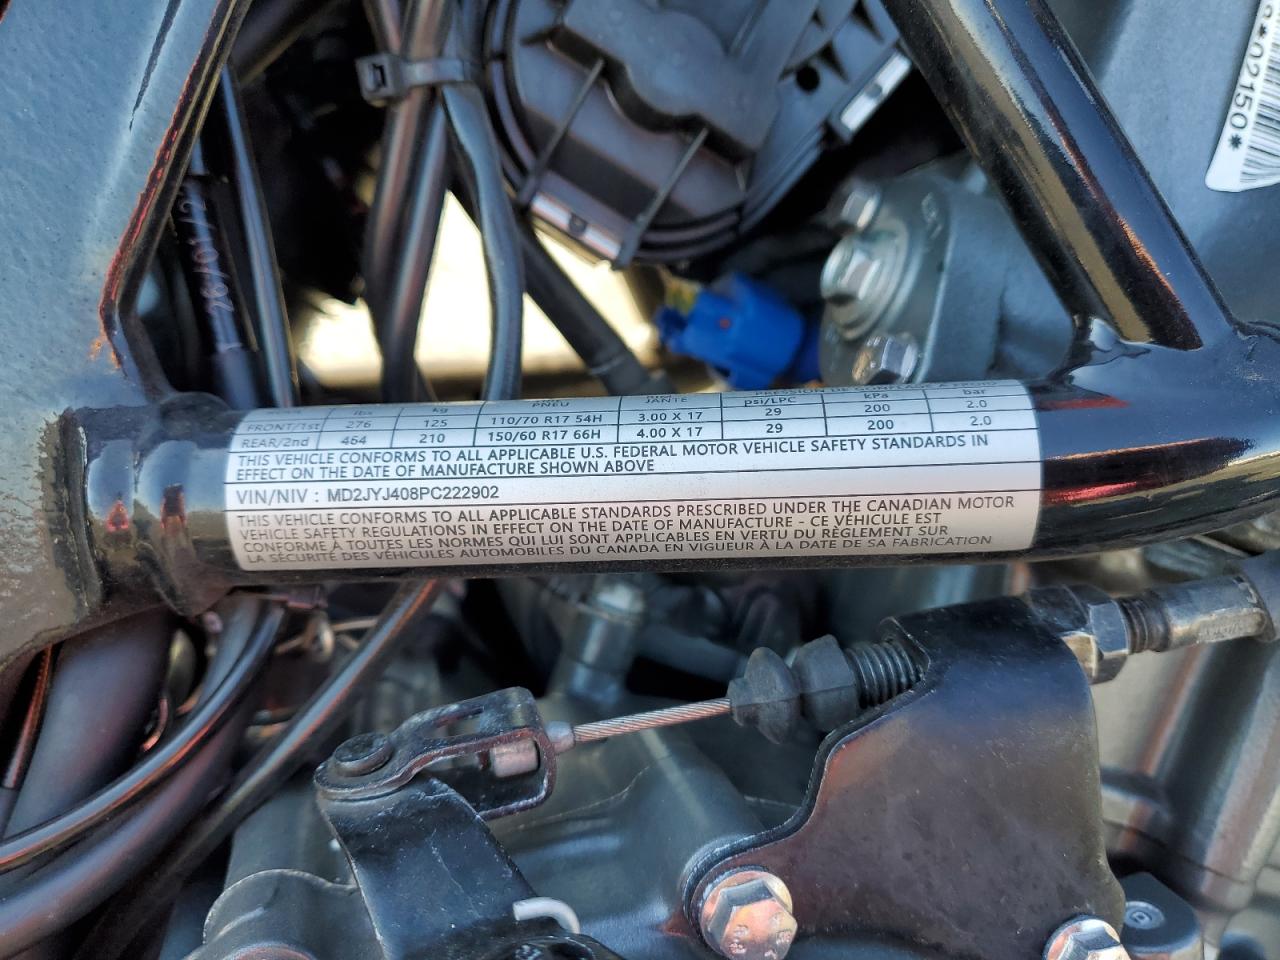 *02150*
PNEU JANTE
lbs kg psi/LPC kPa bar
FRONT/1st 276 125 110/70 R17 54H 3.00 X 17 29 200 2.0
REAR/2nd 464 210 150/60 R17 66H 4.00 X 17 29 200 2.0
THIS VEHICLE CONFORMS TO ALL APPLICABLE U.S. FEDERAL MOTOR VEHICLE SAFETY STANDARDS IN
EFFECT ON THE DATE OF MANUFACTURE SHOWN ABOVE
VIN/NIV : MD2JYJ408PC222902
THIS VEHICLE CONFORMS TO ALL APPLICABLE STANDARDS PRESCRIBED UNDER THE CANADIAN MOTOR
VEHICLE SAFETY REGULATIONS IN EFFECT ON THE DATE OF MANUFACTURE - CE VÉHICULE EST
CONFORME À TOUTES LES NORMES QUI LUI SONT APPLICABLES EN VERTU DU RÈGLEMENT SUR
LA SÉCURITÉ DES VÉHICULES AUTOMOBILES DU CANADA EN VIGUEUR À LA DATE DE SA FABRICATION